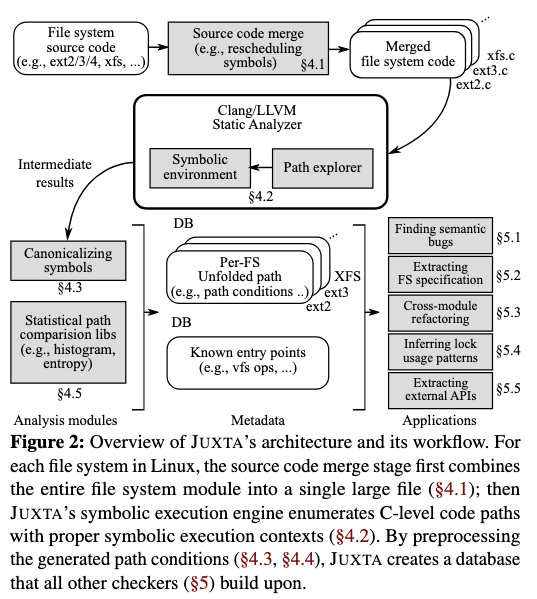 File system
source code
(e.g., ext2/3/4, xfs, ...)
Source code merge
(e.g., rescheduling
symbols)
§4.1
Merged
file system code
...
xfs.c
ext3.c
ext2.c
Clang/LLVM
Static Analyzer
Symbolic
environment
Path explorer
§4.2
Intermediate
results
Canonicalizing
symbols
§4.3
Statistical path
comparision libs
(e.g., histogram,
entropy)
§4.5
Analysis modules
DB
Per-FS
Unfolded path
(e.g., path conditions ..)
...
XFS
ext3
ext2
DB
Known entry points
(e.g., vfs ops, ...)
Metadata
Finding semantic
bugs
§5.1
Extracting
FS specification
§5.2
Cross-module
refactoring
§5.3
Inferring lock
usage patterns
§5.4
Extracting
external APIs
§5.5
Applications
Figure 2: Overview of JUXTA's architecture and its workflow. For
each file system in Linux, the source code merge stage first combines
the entire file system module into a single large file (§4.1); then
JUXTA's symbolic execution engine enumerates C-level code paths
with proper symbolic execution contexts (§4.2). By preprocessing
the generated path conditions (§4.3, §4.4), JUXTA creates a database
that all other checkers (§5) build upon.